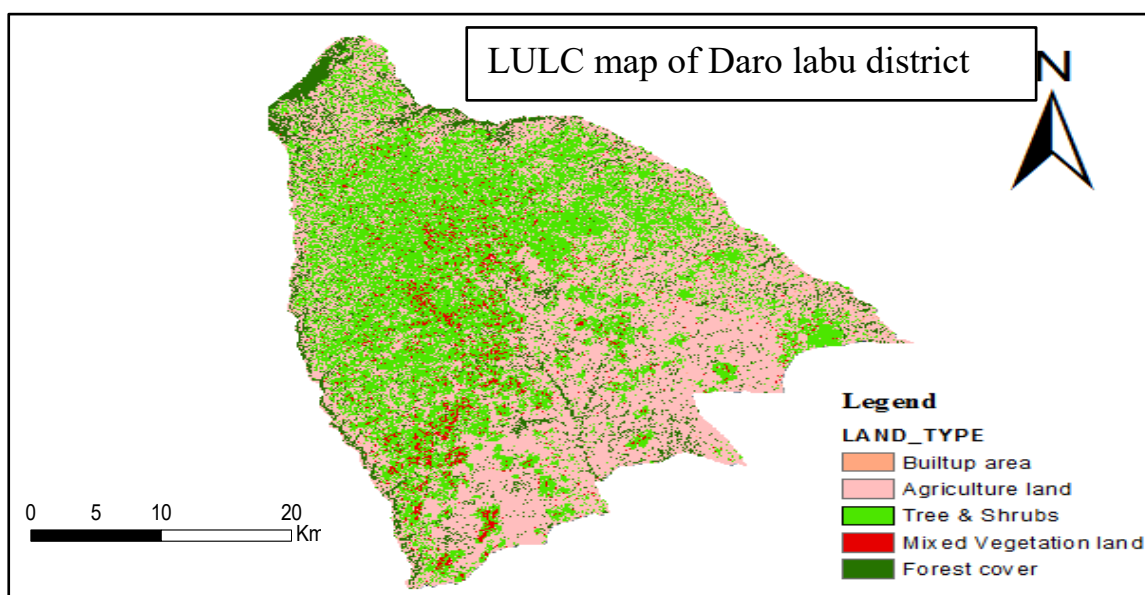 LULC map of Daro labu district
N
Legend
LAND_TYPE
Builtup area
Agriculture land
Tree & Shrubs
Mixed Vegetation land
Forest cover
0 5 10 20
Km